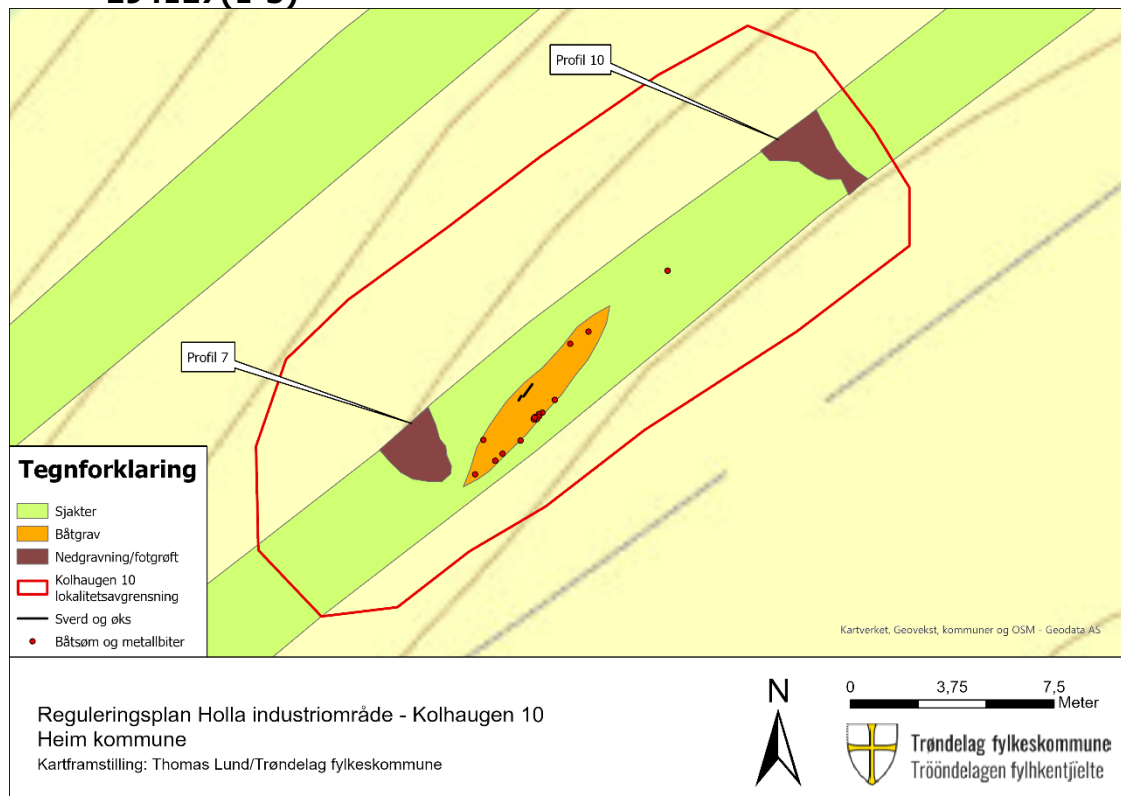 Profil 10
Profil 7
Tegnforklaring
Sjakter
Båtgrav
Nedgravning/fotgrøft
Kolhaugen 10
lokalitetsavgrensning
Sverd og øks
Båtsøm og metallbiter
Kartverket, Geovekst, kommuner og OSM - Geodata AS
Reguleringsplan Holla industriområde - Kolhaugen 10
Heim kommune
Kartframstilling: Thomas Lund/Trøndelag fylkeskommune
N
0 3,75 7,5
Meter
Trøndelag fylkeskommune
Trööndelagen fylhkentjïelte